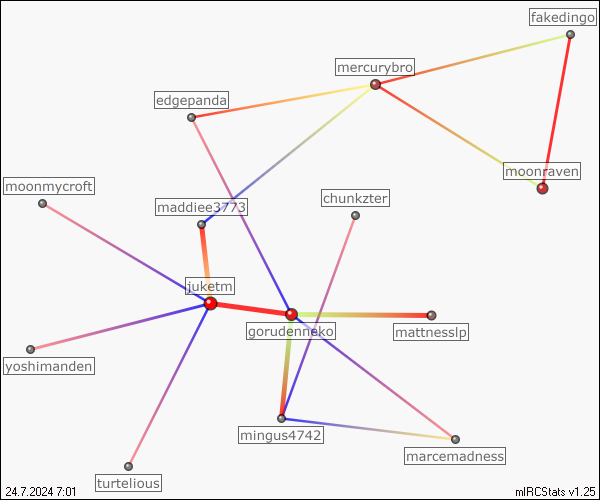 fakedingo
mercurybro
edgepanda
moonraven
moonmycroft
chunkzter
maddiee3773
juketm
gorudenneko
mattnesslp
yoshimanden
mingus4742
marcemadness
turtelious
24.7.2024 7:01
mIRCStats v1.25